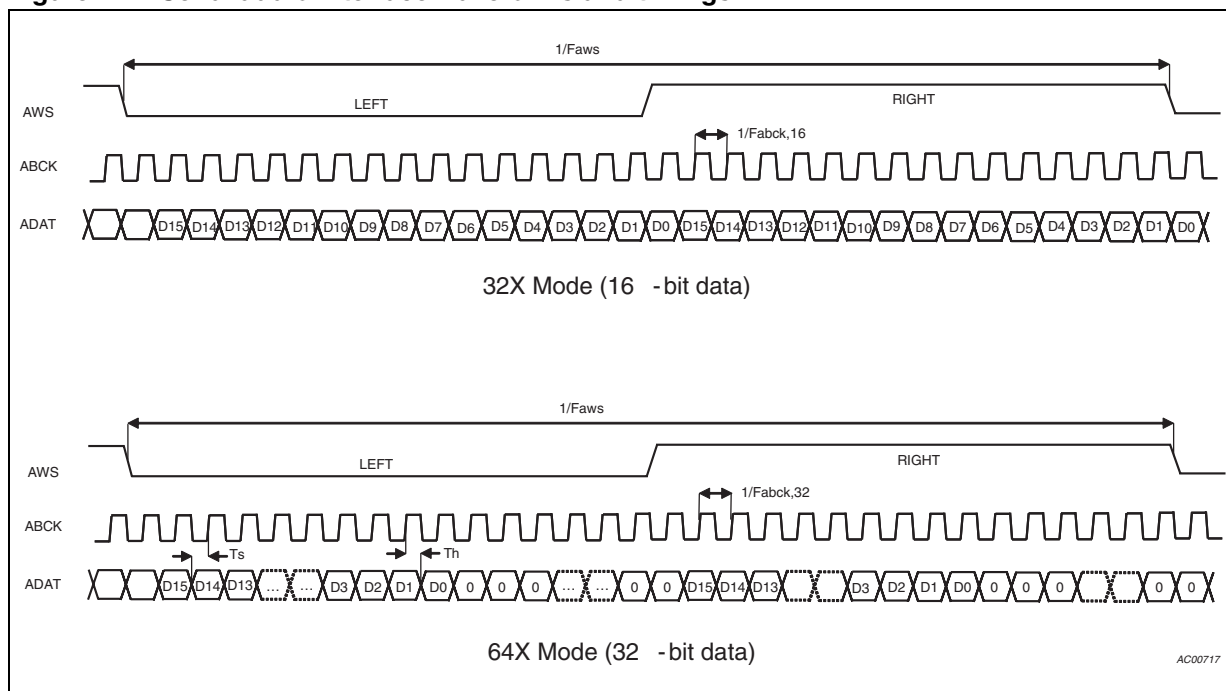 1/Faws
AWS LEFT RIGHT
1/Fabck,16
ABCK
ADAT D15 D14 D13 D12 D11 D10 D9 D8 D7 D6 D5 D4 D3 D2 D1 D0 D15 D14 D13 D12 D11 D10 D9 D8 D7 D6 D5 D4 D3 D2 D1 D0
32X Mode (16 -bit data)
1/Faws
AWS LEFT RIGHT
1/Fabck,32
ABCK
Ts Th
ADAT D15 D14 D13 ... ... D3 D2 D1 D0 0 0 0 ... ... 0 0 D15 D14 D13 D3 D2 D1 D0 0 0 0 0 0
64X Mode (32 -bit data)
AC00717